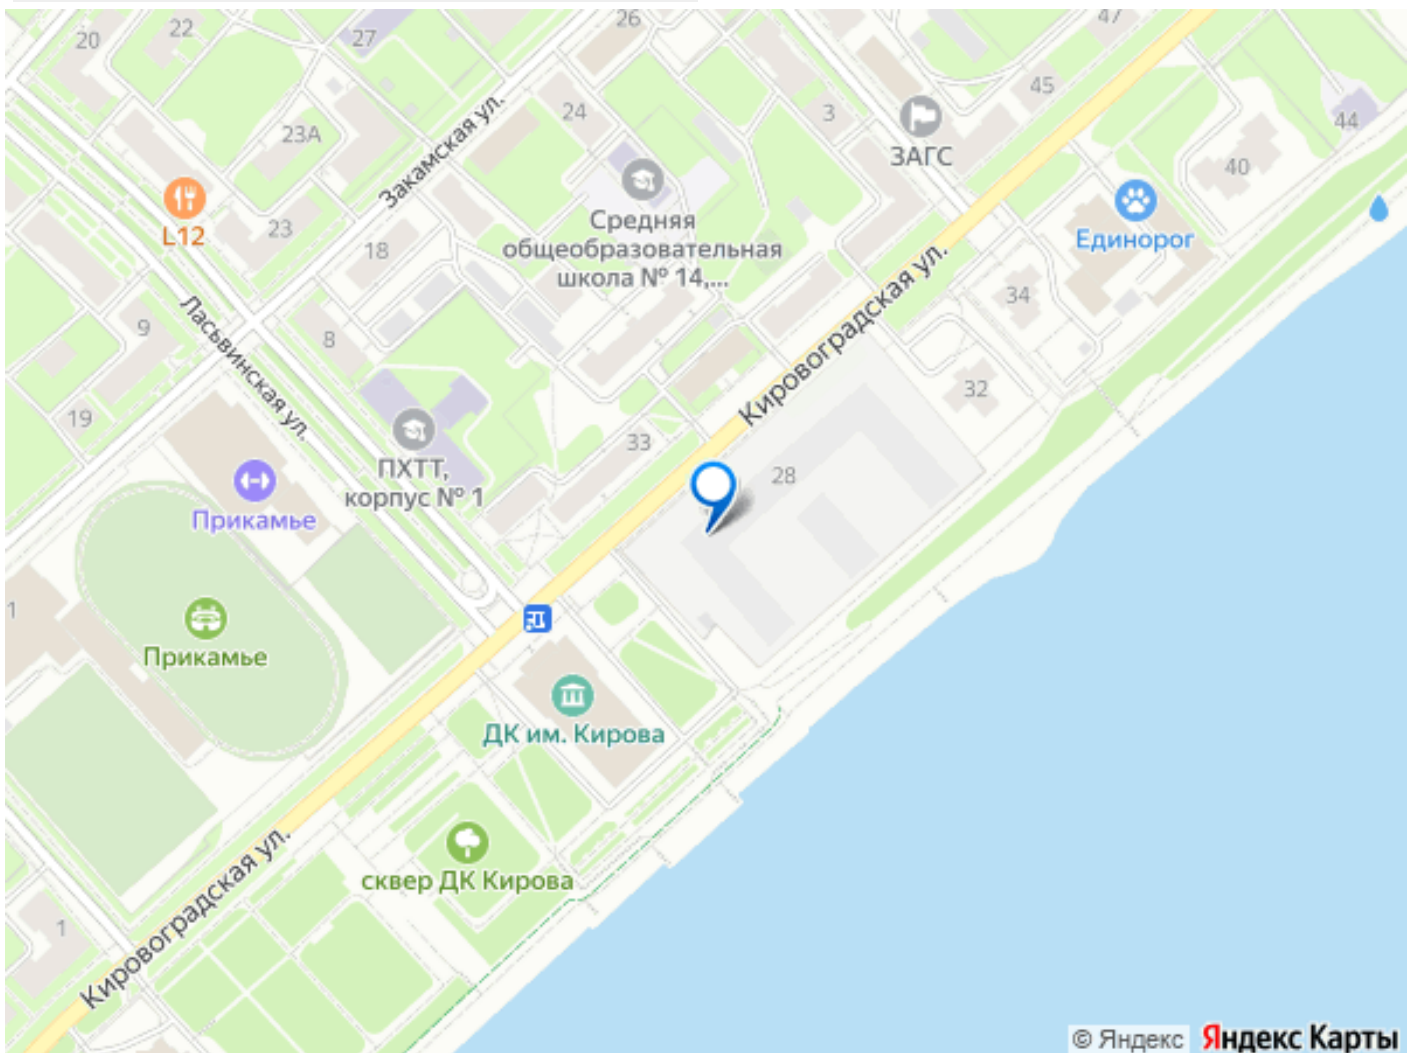 47
26
22
20
27
45
44
24
3
23А
ЗАГС
40
Закамская ул.
Средняя
общеобразовательная
школа № 14,...
L12
23
18
Единорог
34
Кировоградская ул.
Ласьвинская ул.
9
8
32
19
33
28
ПХТТ,
корпус № 1
Прикамье
1
Прикамье
ДК им. Кирова
сквер ДК Кирова
Кировоградская ул.
1
© Яндекс Яндекс Карты